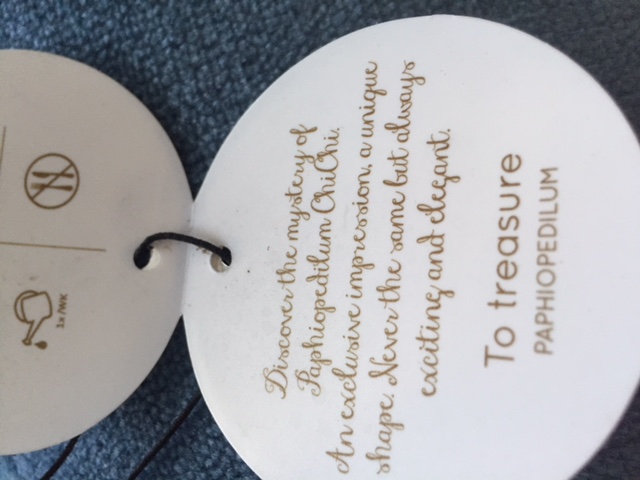 Discover the mystery of
Paphiopedilum ChiChi.
An exclusive impression, a unique
shape. Never the same but always
exciting and elegant.
To treasure
PAPHIOPEDILUM
1x/WK